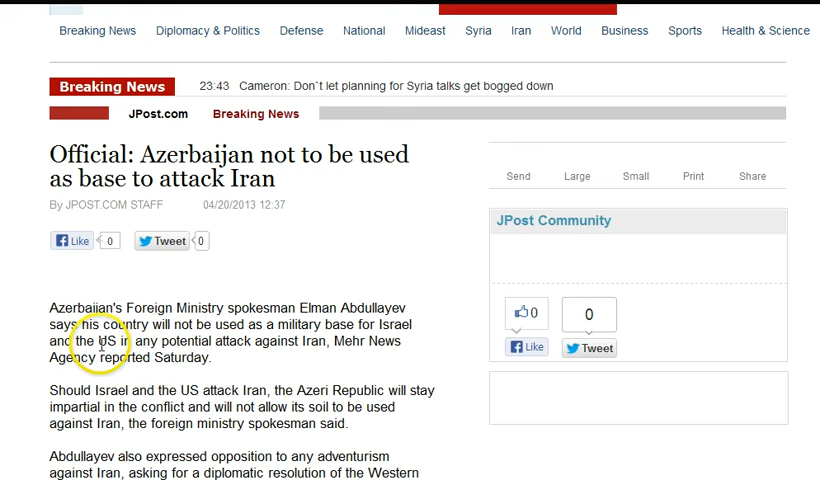 Breaking News Diplomacy & Politics Defense National Mideast Syria Iran World Business Sports Health & Science
Breaking News 23:43 Cameron: Don`t let planning for Syria talks get bogged down
JPost.com Breaking News
Official: Azerbaijan not to be used
as base to attack Iran
By JPOST.COM STAFF 04/20/2013 12:37
Like 0 Tweet 0
Azerbaijan's Foreign Ministry spokesman Elman Abdullayev
says his country will not be used as a military base for Israel
and the US in any potential attack against Iran, Mehr News
Agency reported Saturday.
Should Israel and the US attack Iran, the Azeri Republic will stay
impartial in the conflict and will not allow its soil to be used
against Iran, the foreign ministry spokesman said.
Abdullayev also expressed opposition to any adventurism
against Iran, asking for a diplomatic resolution of the Western
Send Large Small Print Share
JPost Community
0 0
Like Tweet